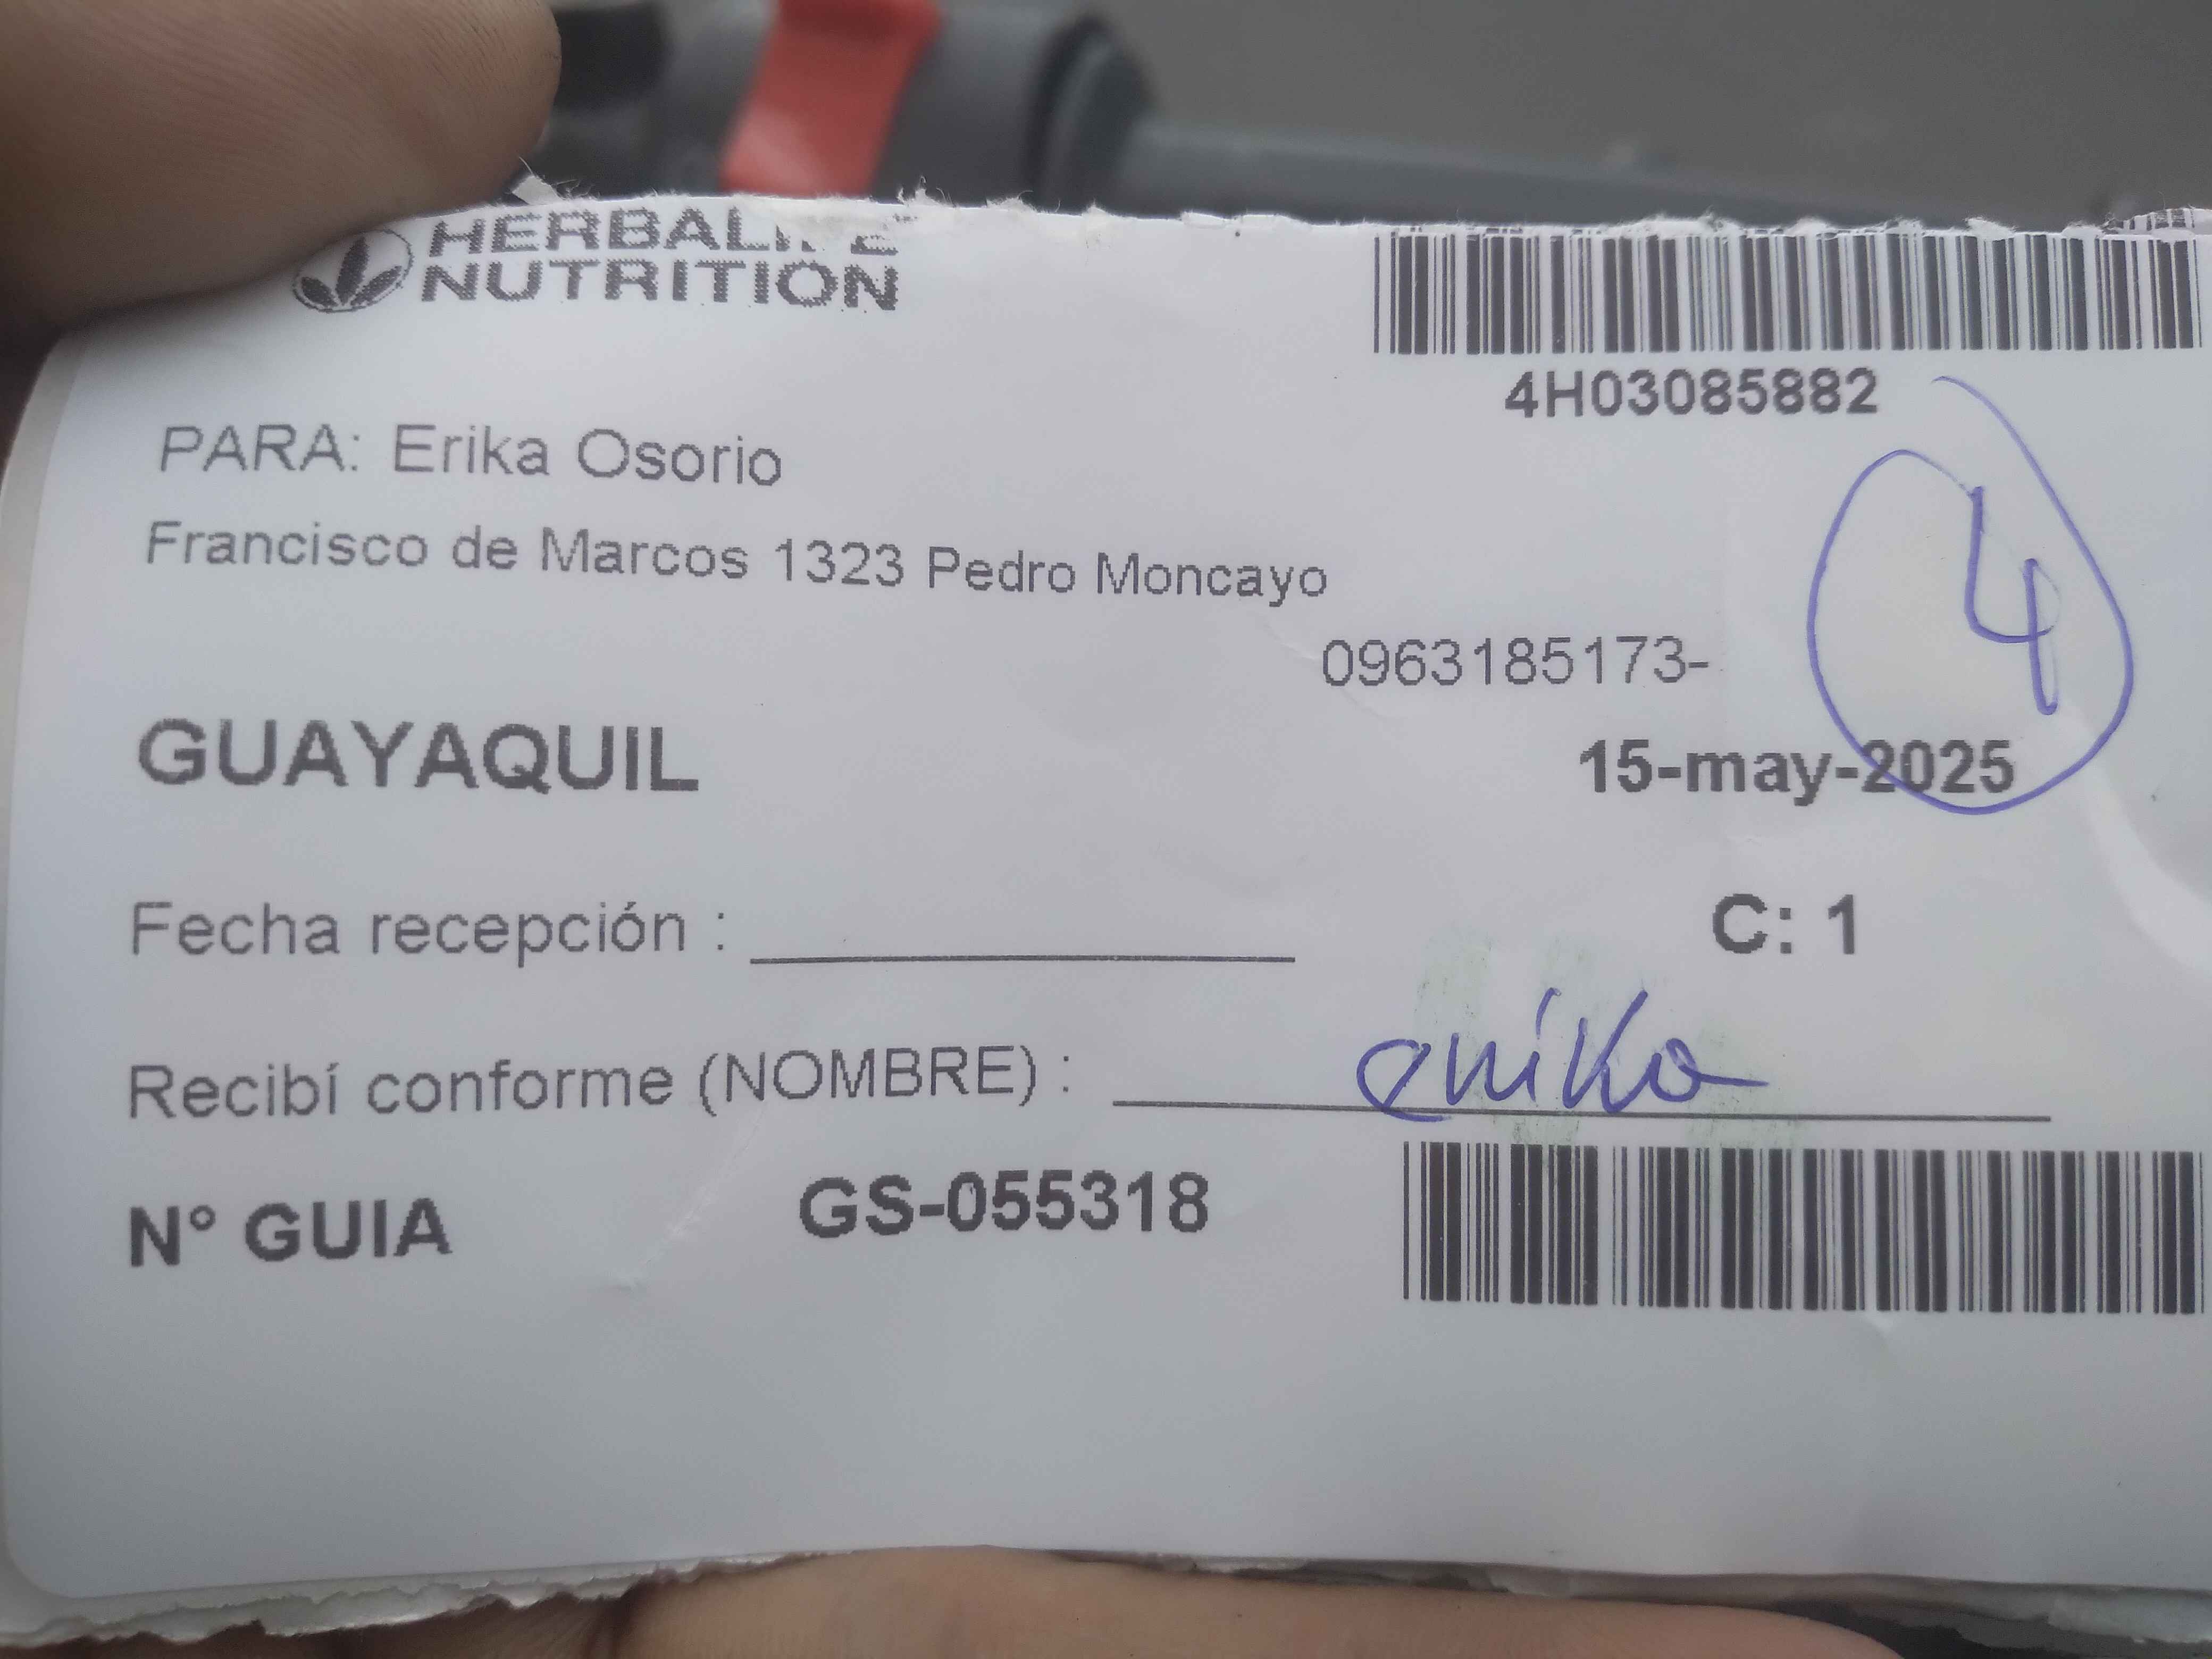 HERBALIFE
NUTRITION
4H03085882
PARA: Erika Osorio
4
Francisco de Marcos 1323 Pedro Moncayo
0963185173-
GUAYAQUIL
15-may-2025
Fecha recepción :
C: 1
Recibí conforme (NOMBRE) : erika
N° GUIA GS-055318